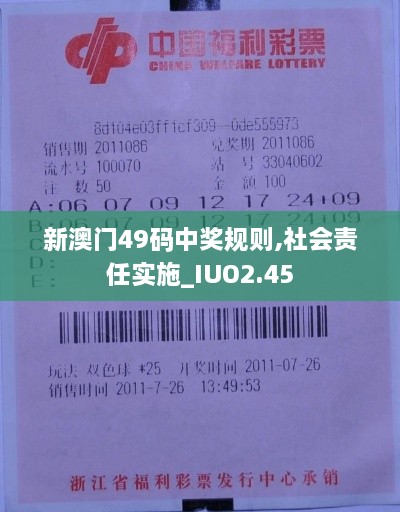 中国福利彩票
CHINA WELFARE LOTTERY
8d104e03ff1cf309--0de555973
销售期 2011086 兑奖期 2011086
流水号 100070 站号 33040602
注数 50 金额 100
A:06 07 09 12 17 24+09
新澳门49码中奖规则,社会责
任实施_IUO2.45
E:
玩法 双色球 *25 开奖时间 2011-07-26
销售时间 2011-7-26 13:49:53
浙江省福利彩票发行中心承销